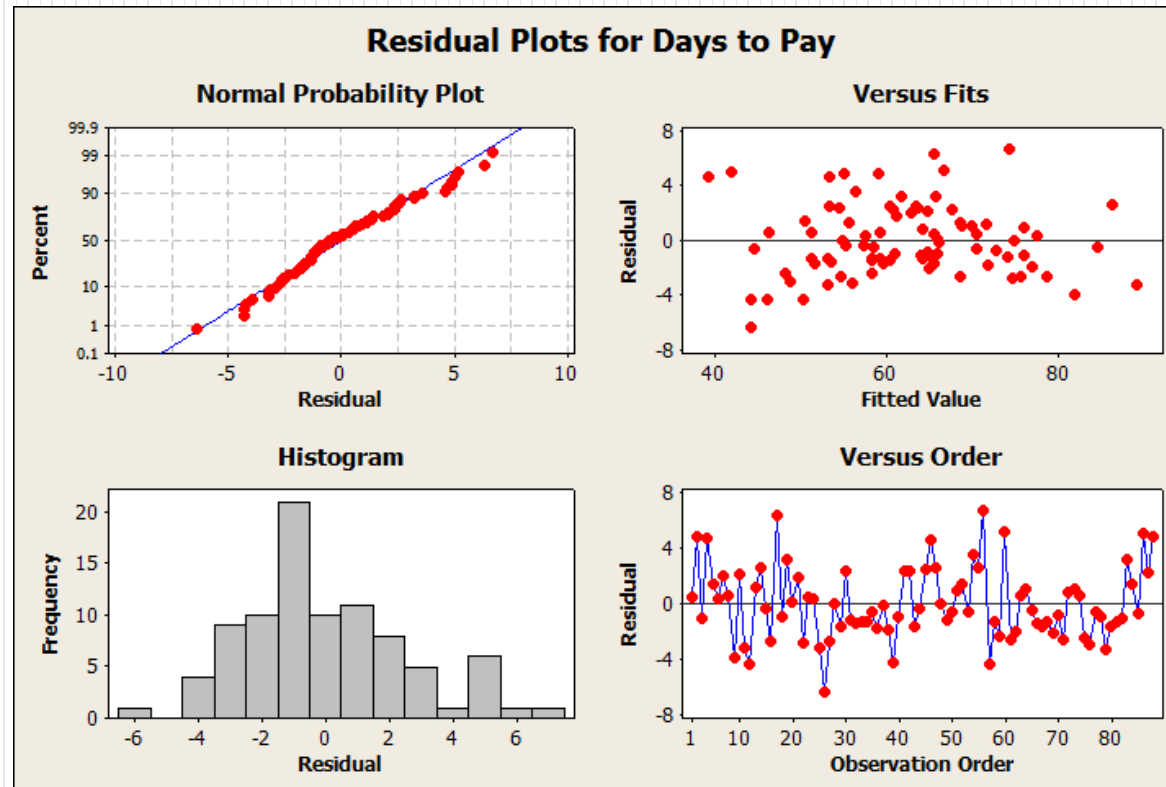 Residual Plots for Days to Pay
Normal Probability Plot
Versus Fits
99.9
99
90
50
10
1
0.1
Percent
-10 -5 0 5 10
Residual
8
4
0
-4
-8
Residual
40 60 80
Fitted Value
Histogram
Versus Order
20
15
10
5
0
Frequency
-6 -4 -2 0 2 4 6
Residual
8
4
0
-4
-8
Residual
1 10 20 30 40 50 60 70 80
Observation Order